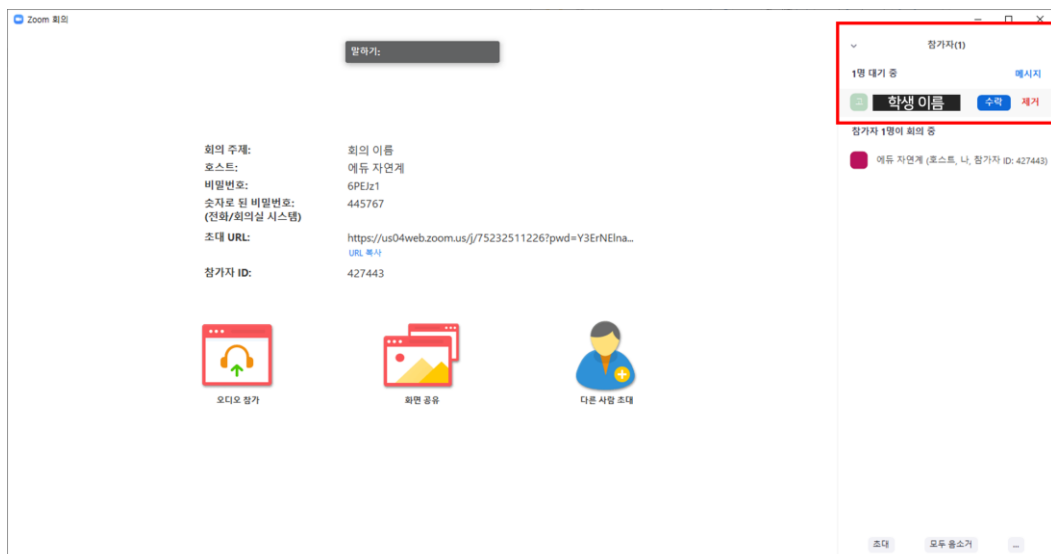 Zoom 회의
말하기:
회의 주제: 회의 이름
호스트: 에듀 자연계
비밀번호: 6PEJz1
숫자로 된 비밀번호: 445767
(전화/회의실 시스템)
초대 URL: https://us04web.zoom.us/j/75232511226?pwd=Y3ErNElna...
URL 복사
참가자 ID: 427443
오디오 참가
화면 공유
다른 사람 초대
참가자(1)
1명 대기 중 메시지
고 학생 이름 수락 제거
참가자 1명이 회의 중
에듀 자연계 (호스트, 나, 참가자 ID: 427443)
초대 모두 음소거 ...